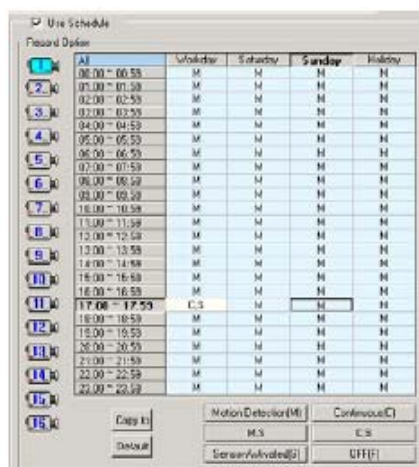 Use Schedule
Record Option
All Workday Saturday Sunday Holiday
1 00:00 ~ 00:59 M M M M
01:00 ~ 01:59 M M M M
2 02:00 ~ 02:59 M M M M
3 03:00 ~ 03:59 M M M M
04:00 ~ 04:59 M M M M
4 05:00 ~ 05:59 M M M M
5 06:00 ~ 06:59 M M M M
07:00 ~ 07:59 M M M M
6 08:00 ~ 08:59 M M M M
09:00 ~ 09:59 M M M M
7 10:00 ~ 10:59 M M M M
8 11:00 ~ 11:59 M M M M
12:00 ~ 12:59 M M M M
9 13:00 ~ 13:59 M M M M
14:00 ~ 14:59 M M M M
10 15:00 ~ 15:59 M M M M
11 16:00 ~ 16:59 M M M M
17:00 ~ 17:59 C,S M M M
12 18:00 ~ 18:59 M M M M
19:00 ~ 19:59 M M M M
13 20:00 ~ 20:59 M M M M
14 21:00 ~ 21:59 M M M M
22:00 ~ 22:59 M M M M
15 23:00 ~ 23:59 M M M M
16 Copy to Motion Detection(M) Continuous(C)
M,S C,S
Default Sensor Activated(S) OFF(F)